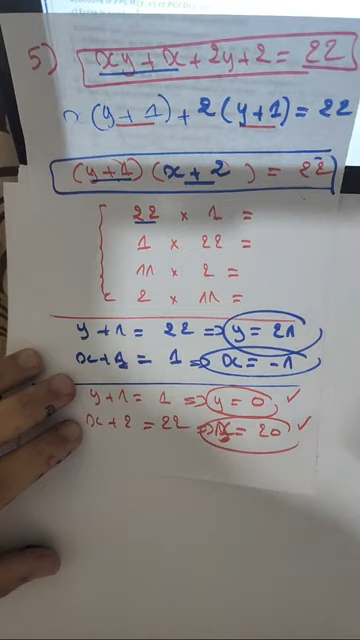 5) xy + x + 2y + 2 = 22
x(y + 1) + 2(y + 1) = 22
(y + 1)(x + 2) = 22
22 × 1 =
1 × 22 =
11 × 2 =
2 × 11 =
y + 1 = 22 ⇒ y = 21
x + 2 = 1 ⇒ x = -1
y + 1 = 1 ⇒ y = 0 ✓
x + 2 = 22 ⇒ x = 20 ✓